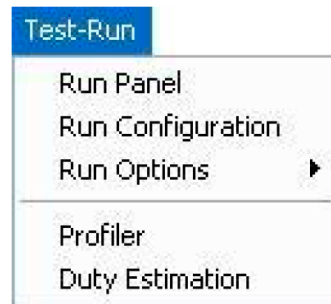 Test-Run
Run Panel
Run Configuration
Run Options
Profiler
Duty Estimation